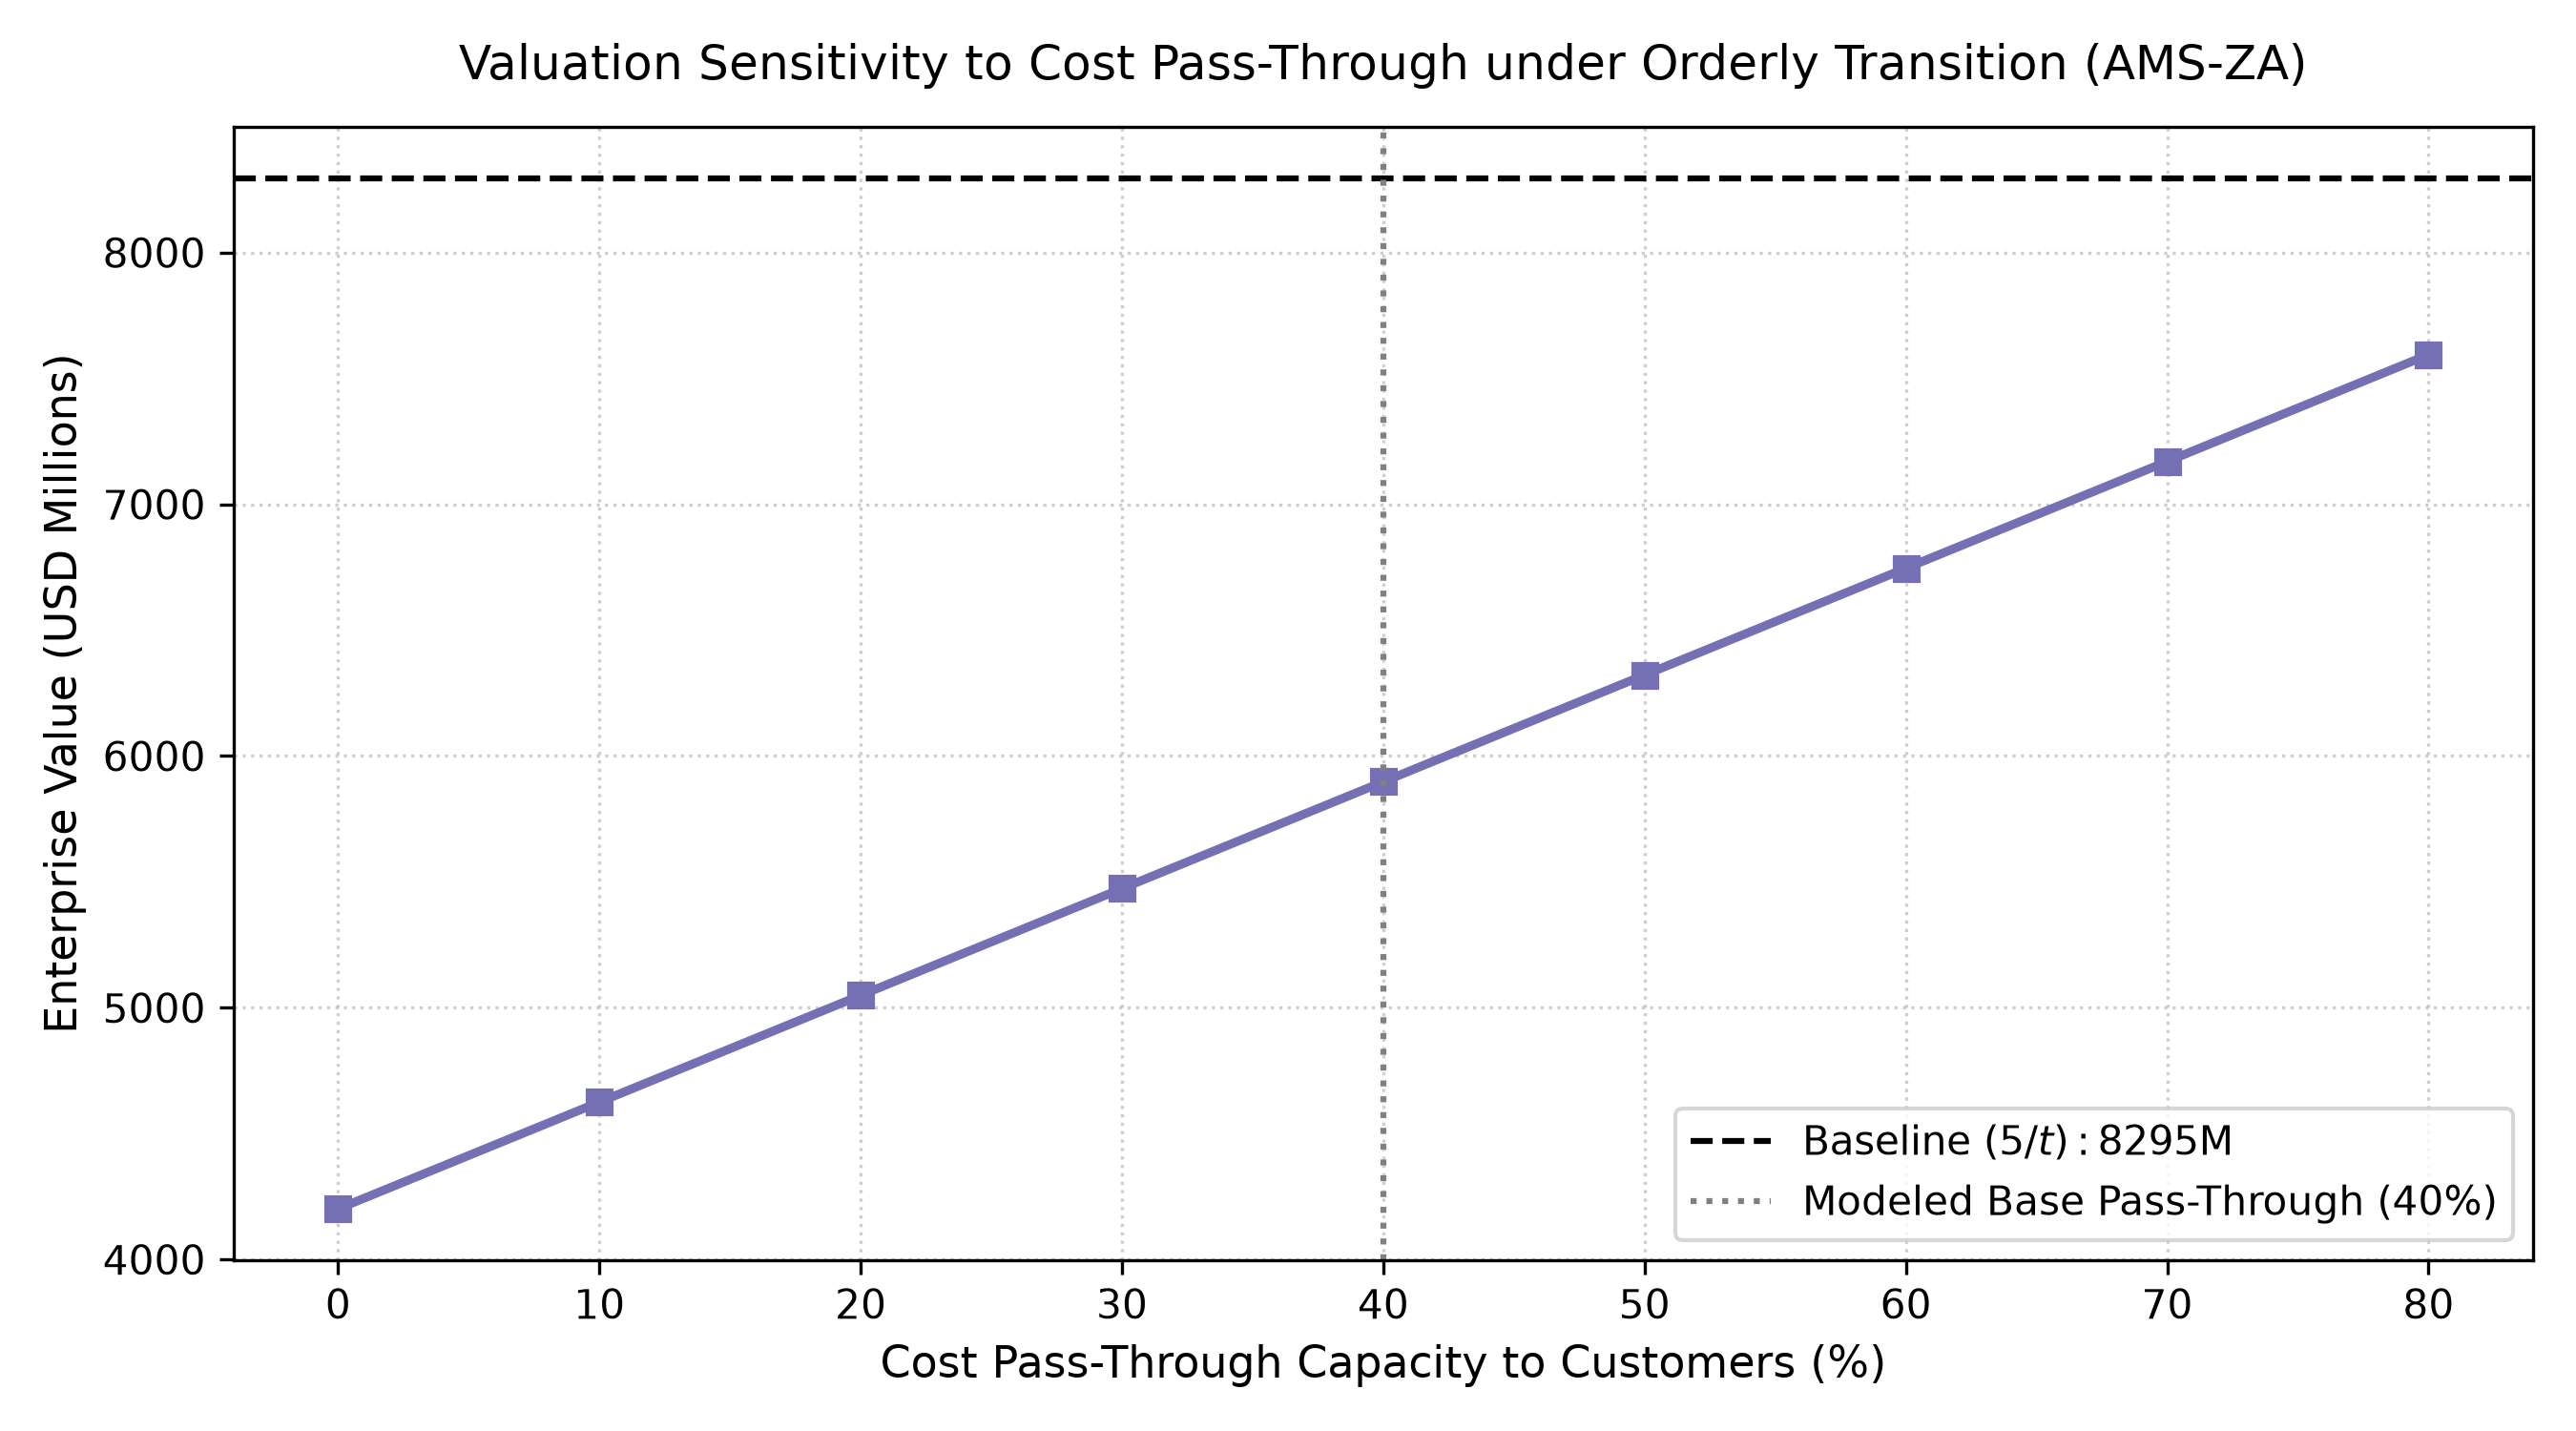 Valuation Sensitivity to Cost Pass-Through under Orderly Transition (AMS-ZA)
Enterprise Value (USD Millions)
8000
7000
6000
5000
4000
0 10 20 30 40 50 60 70 80
Cost Pass-Through Capacity to Customers (%)
Baseline (5/t) : 8295M
Modeled Base Pass-Through (40%)